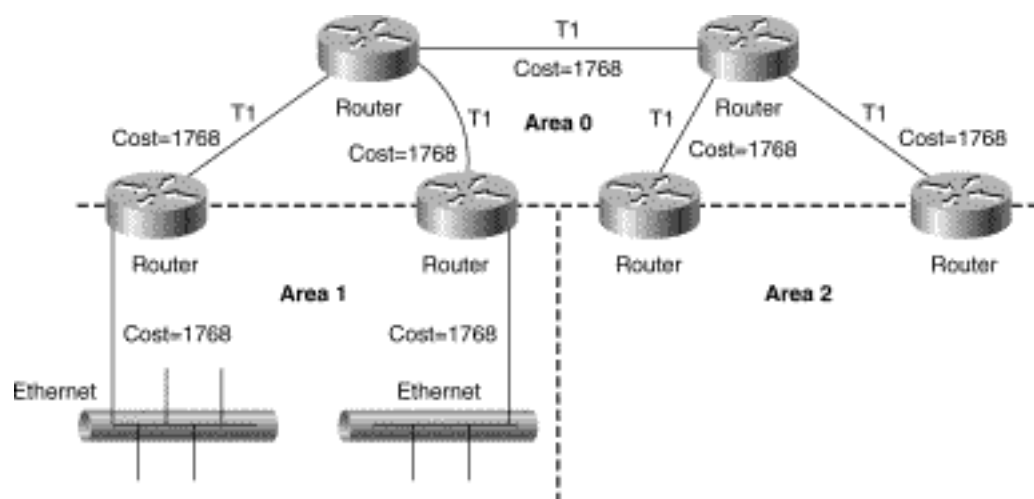 T1
Cost=1768
Router
Area 0
T1
Cost=1768
T1
Cost=1768
T1
Cost=1768
T1
Cost=1768
Router
Router
Router
Router
Router
Area 1
Area 2
Cost=1768
Cost=1768
Ethernet
Ethernet